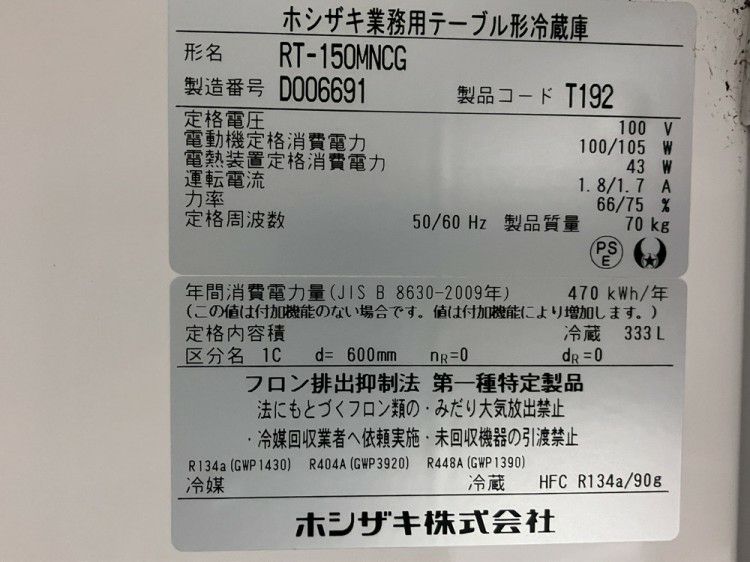 ホシザキ業務用テーブル形冷蔵庫
形名 RT-150MNCG
製造番号 D006691 製品コード T192
定格電圧 100 V
電動機定格消費電力 100/105 W
電熱装置定格消費電力 43 W
運転電流 1.8/1.7 A
力率 66/75 %
定格周波数 50/60 Hz 製品質量 70 kg
PS
E
年間消費電力量(JIS B 8630-2009年) 470 kWh/年
(この値は付加機能のない場合です。値は付加機能により増加します。)
定格内容積 冷蔵 333 L
区分名 1C d= 600mm nR=0 dR=0
フロン排出抑制法 第一種特定製品
法にもとづくフロン類の・みだり大気放出禁止
・冷媒回収業者へ依頼実施・未回収機器の引渡禁止
R134a(GWP1430) R404A(GWP3920) R448A(GWP1390)
冷媒 冷蔵 HFC R134a/90g
ホシザキ株式会社